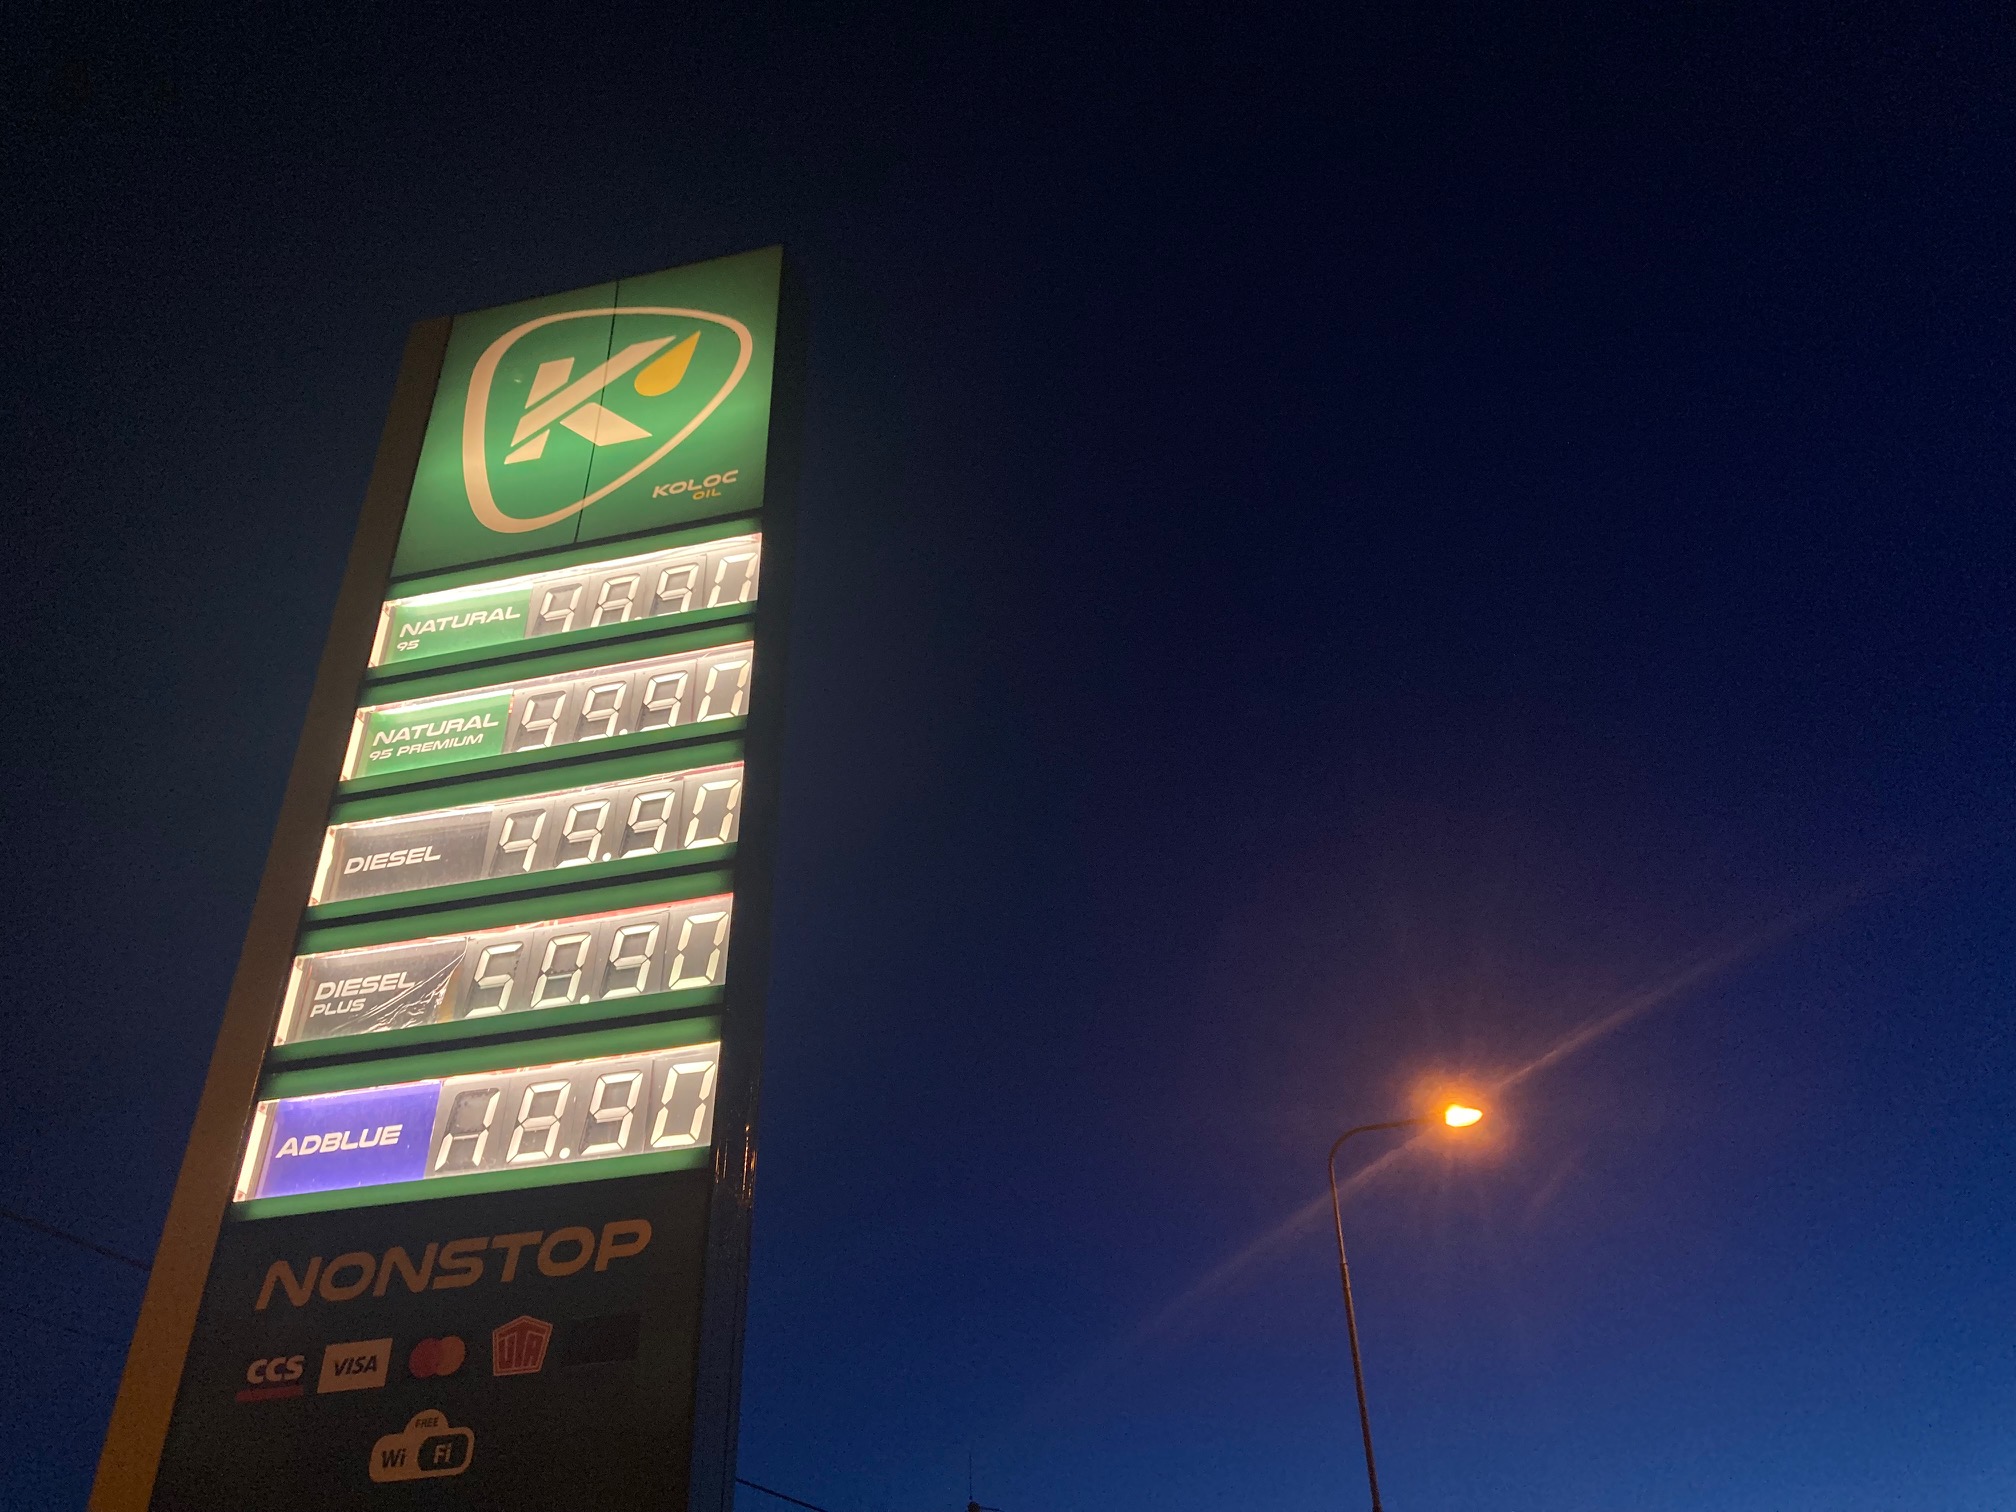 K
KOLOC
OIL
NATURAL 48.90
95
NATURAL 49.90
95 PREMIUM
DIESEL 49.90
DIESEL 50.90
PLUS
ADBLUE 18.90
NONSTOP
CCS VISA UTA
FREE
Wi Fi